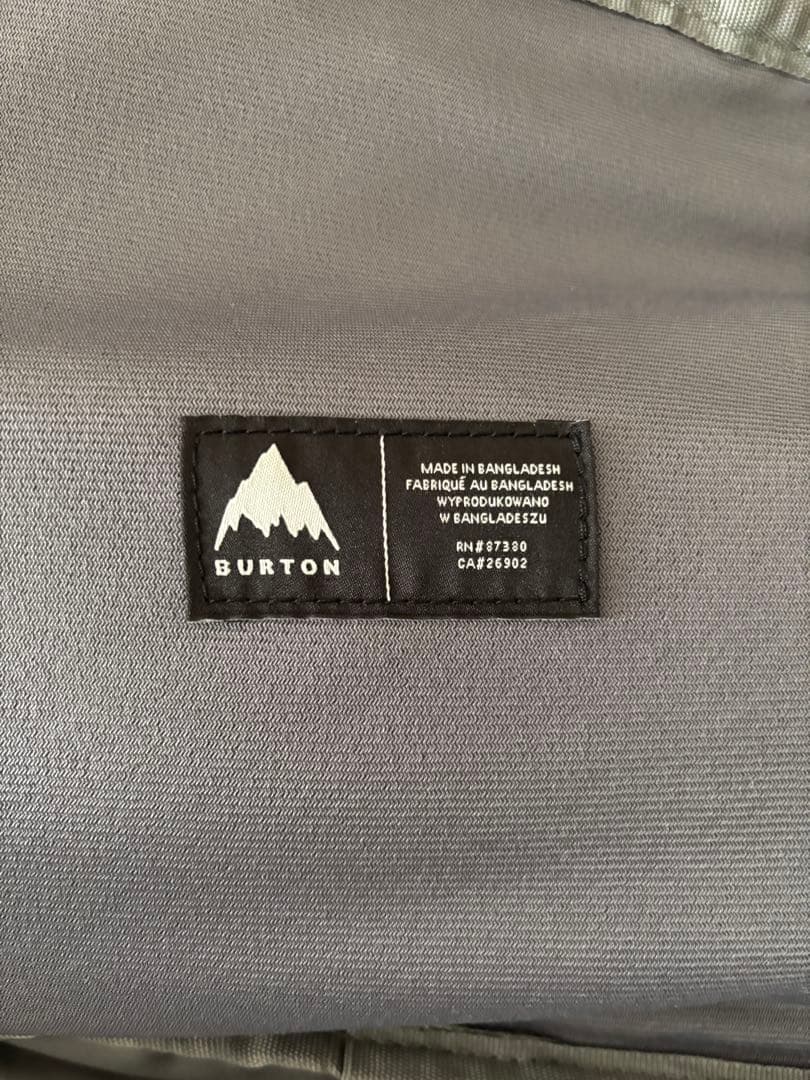 BURTON
MADE IN BANGLADESH
FABRIQUÉ AU BANGLADESH
WYPRODUKOWANO
W BANGLADESZU
RN#87380
CA#26902